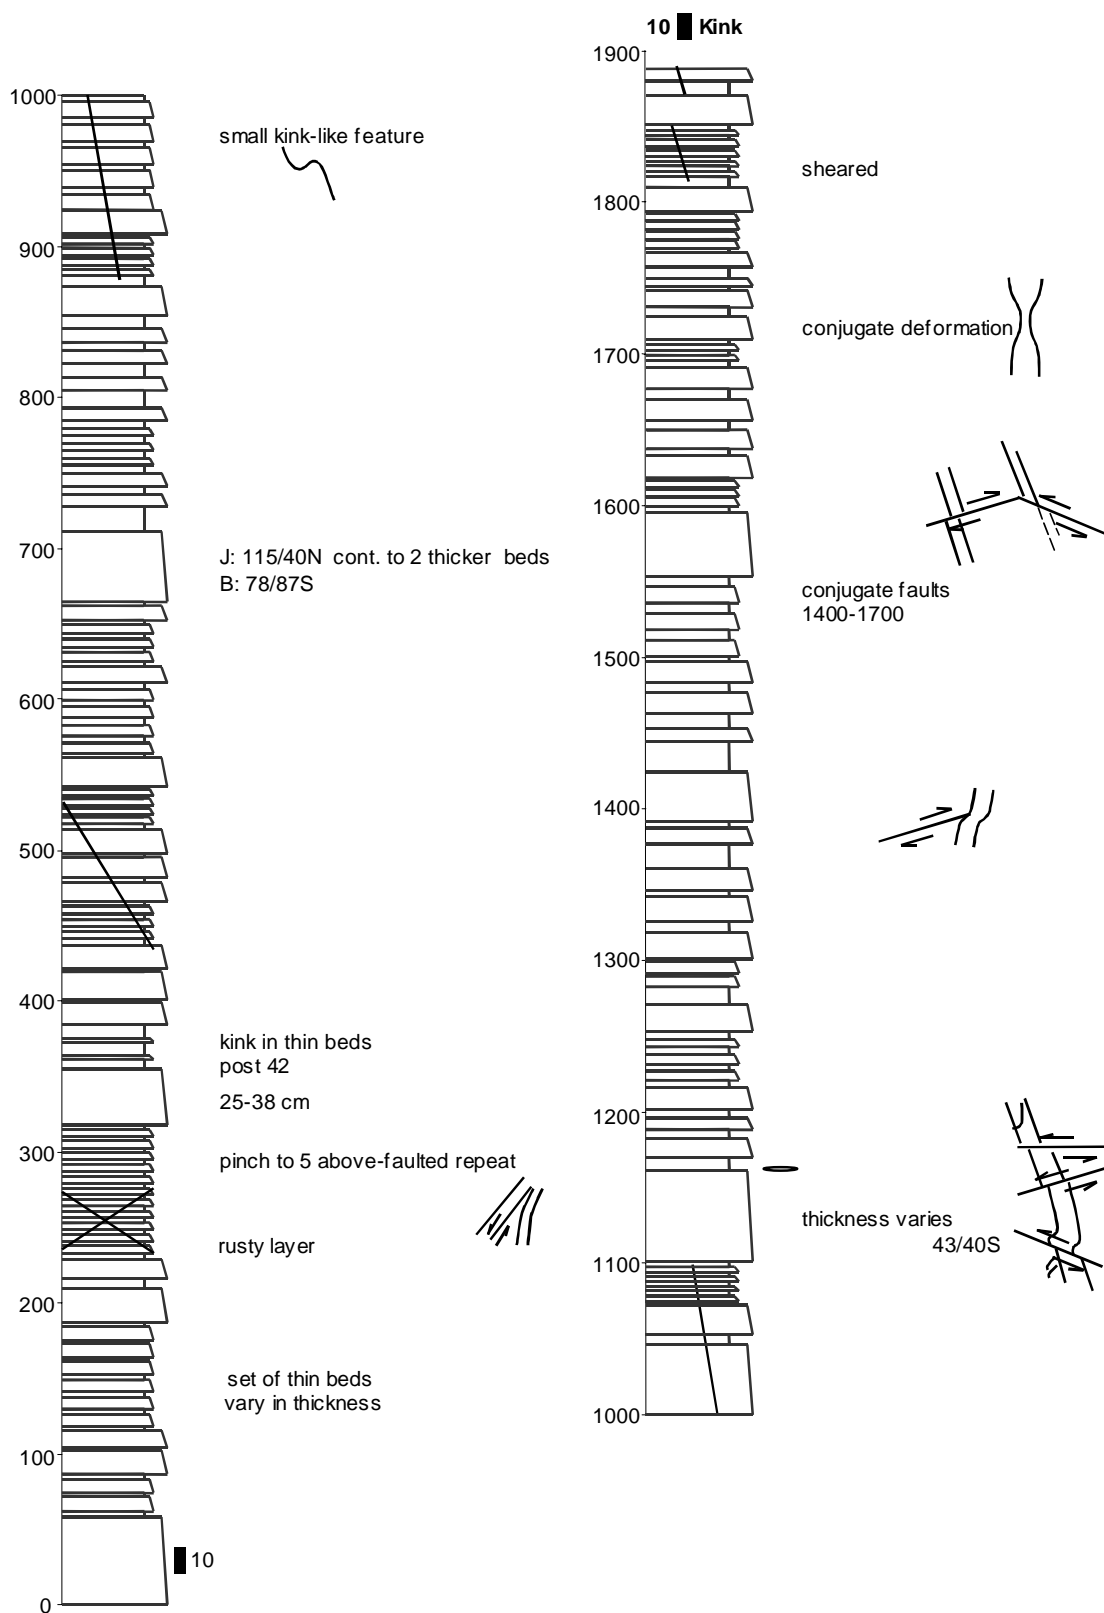 1000
900
800
700
600
500
400
300
200
100
0
small kink-like feature
J: 115/40N cont. to 2 thicker beds
B: 78/87S
kink in thin beds
post 42
25-38 cm
pinch to 5 above-faulted repeat
rusty layer
set of thin beds
vary in thickness
10
10 Kink
1900
1800
1700
1600
1500
1400
1300
1200
1100
1000
sheared
conjugate deformation
conjugate faults
1400-1700
thickness varies
43/40S